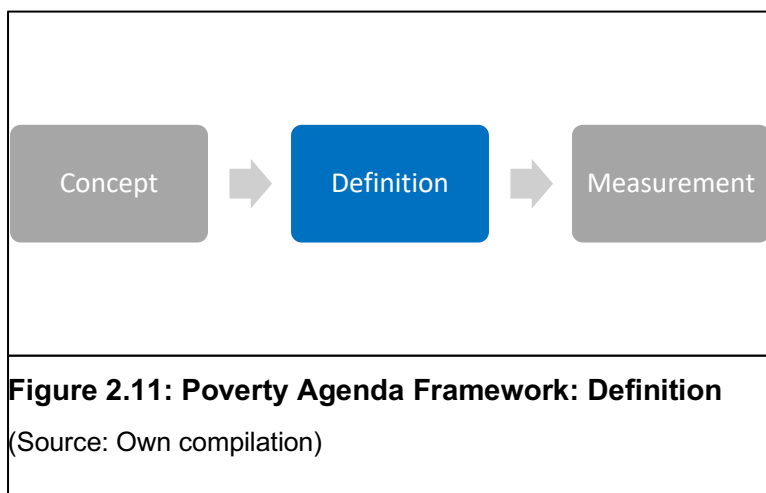 Concept
Definition
Measurement
Figure 2.11: Poverty Agenda Framework: Definition
(Source: Own compilation)